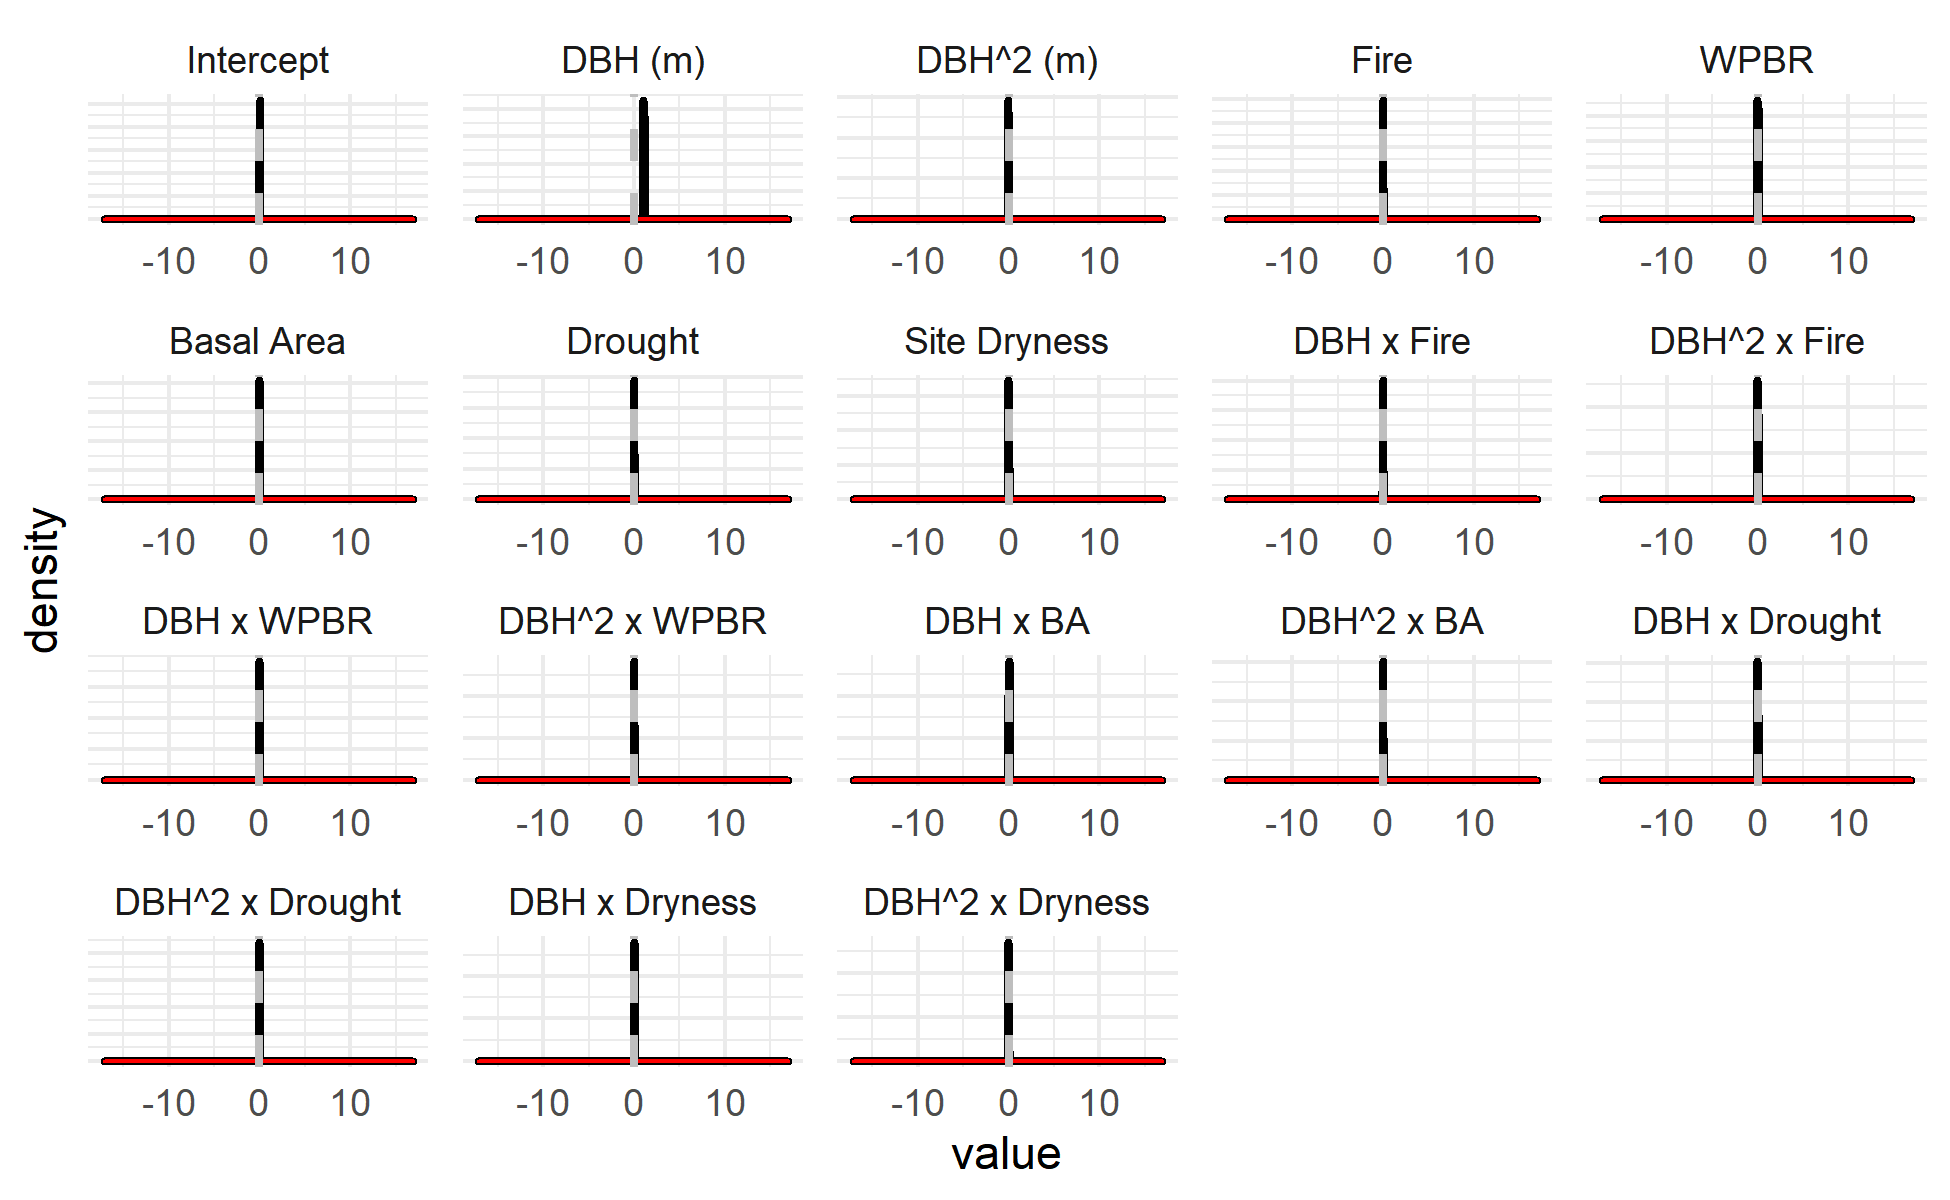 Intercept DBH (m) DBH^2 (m) Fire WPBR
-10 0 10 -10 0 10 -10 0 10 -10 0 10 -10 0 10
Basal Area Drought Site Dryness DBH x Fire DBH^2 x Fire
-10 0 10 -10 0 10 -10 0 10 -10 0 10 -10 0 10
density
DBH x WPBR DBH^2 x WPBR DBH x BA DBH^2 x BA DBH x Drought
-10 0 10 -10 0 10 -10 0 10 -10 0 10 -10 0 10
DBH^2 x Drought DBH x Dryness DBH^2 x Dryness
-10 0 10 -10 0 10 -10 0 10
value